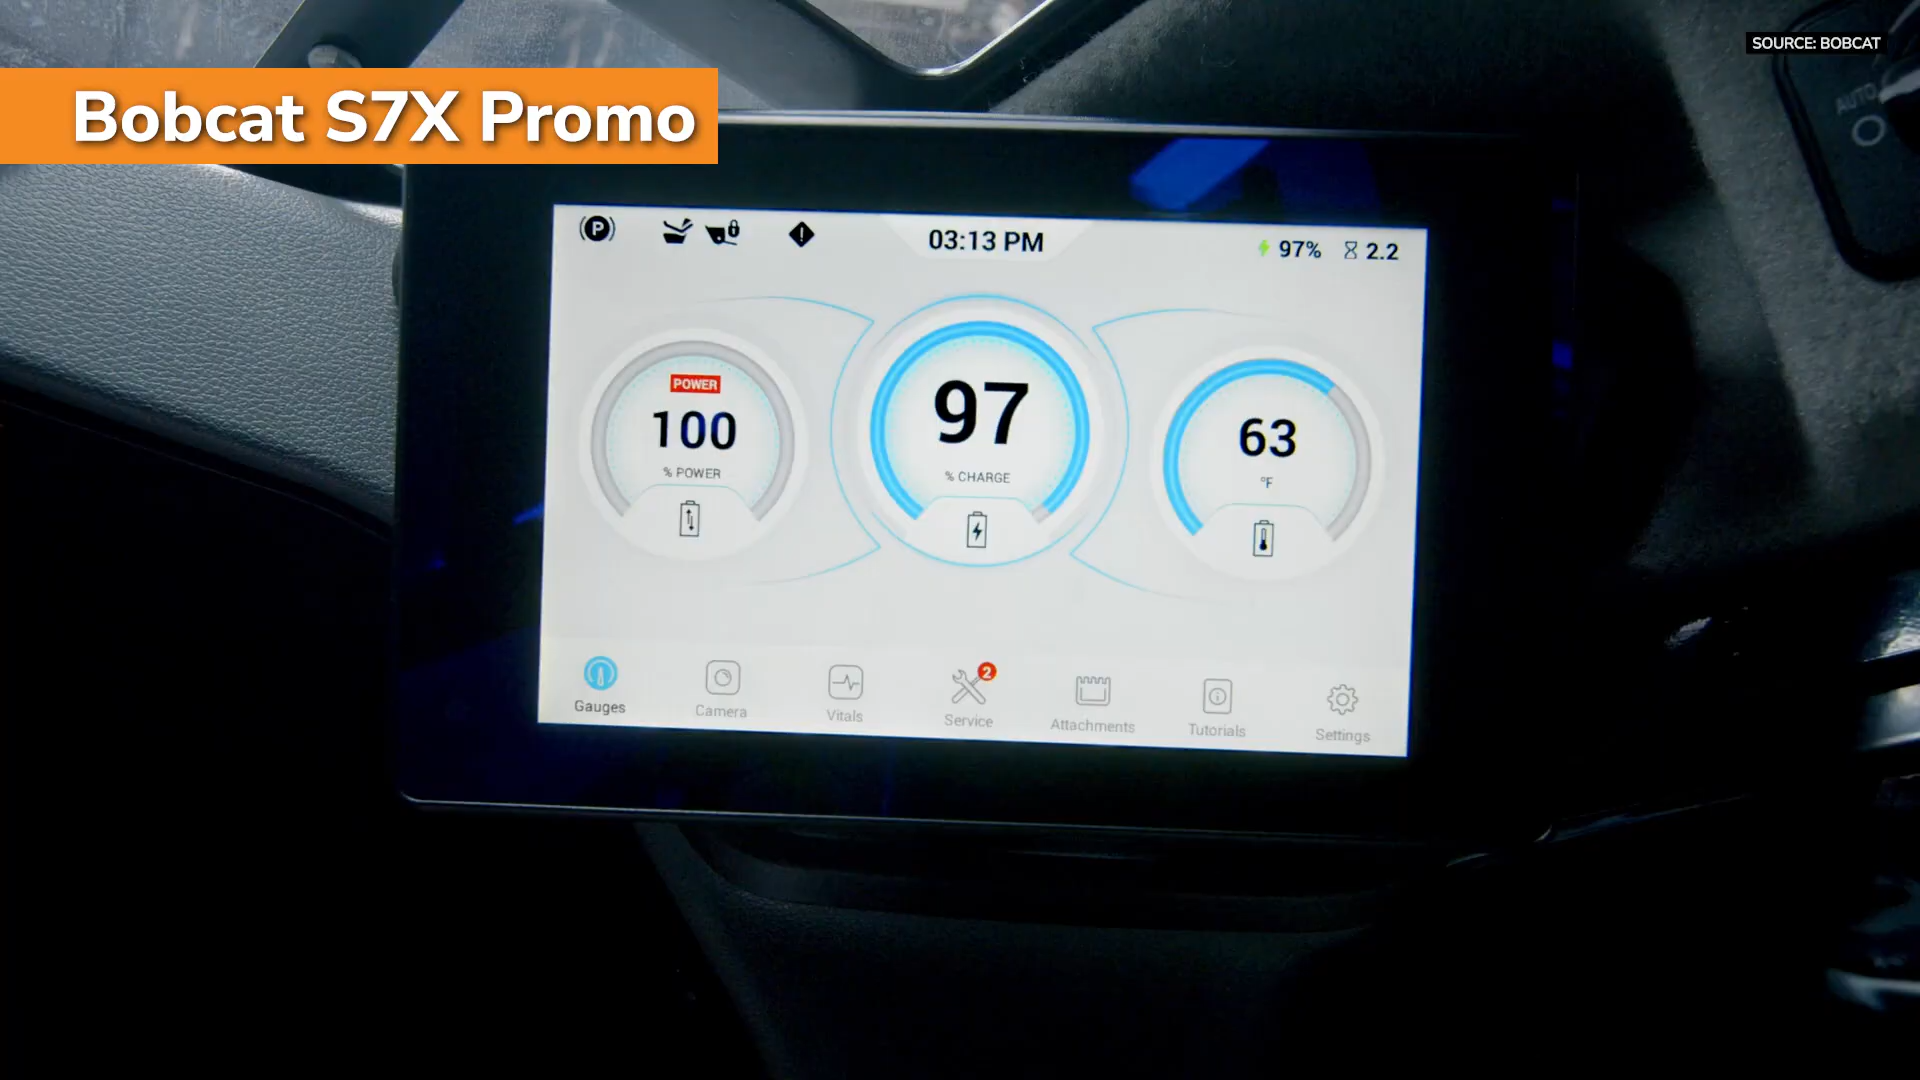 SOURCE: BOBCAT
Bobcat S7X Promo
AUTO
P
03:13 PM
97% 2.2
POWER
100
% POWER
97
% CHARGE
63
°F
2
Gauges
Camera
Vitals
Service
Attachments
Tutorials
Settings